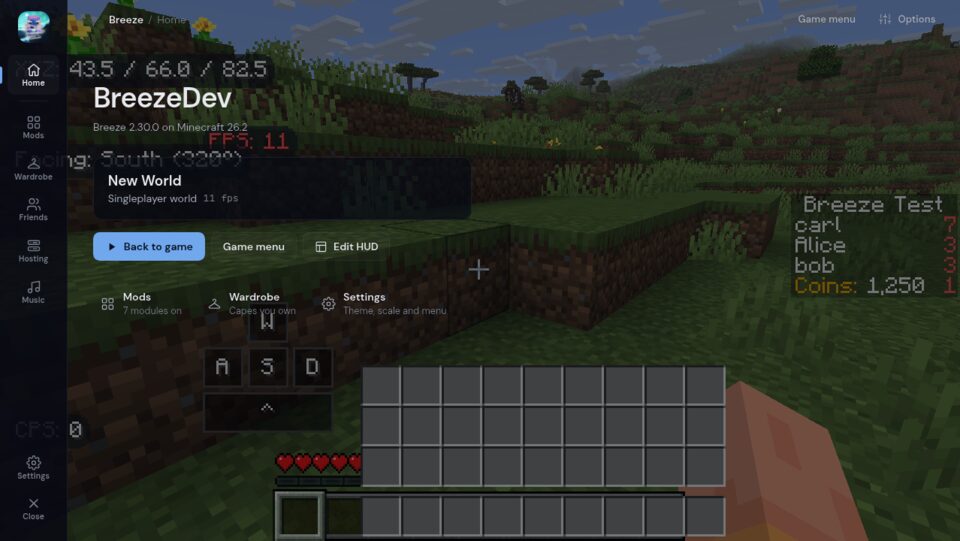 Breeze / Home
Game menu
Options
XYZ: 43.5 / 66.0 / 82.5
Home
BreezeDev
Breeze 2.30.0 on Minecraft 26.2
FPS: 11
Mods
Facing: South (320°)
Wardrobe
New World
Singleplayer world 11 fps
Friends
Breeze Test
carl 7
Alice 3
bob 3
Coins: 1,250 1
Hosting
Back to game
Game menu
Edit HUD
Music
Mods
7 modules on
Wardrobe
Capes you own
Settings
Theme, scale and menu
W
A S D
^
CPS: 0
Settings
Close